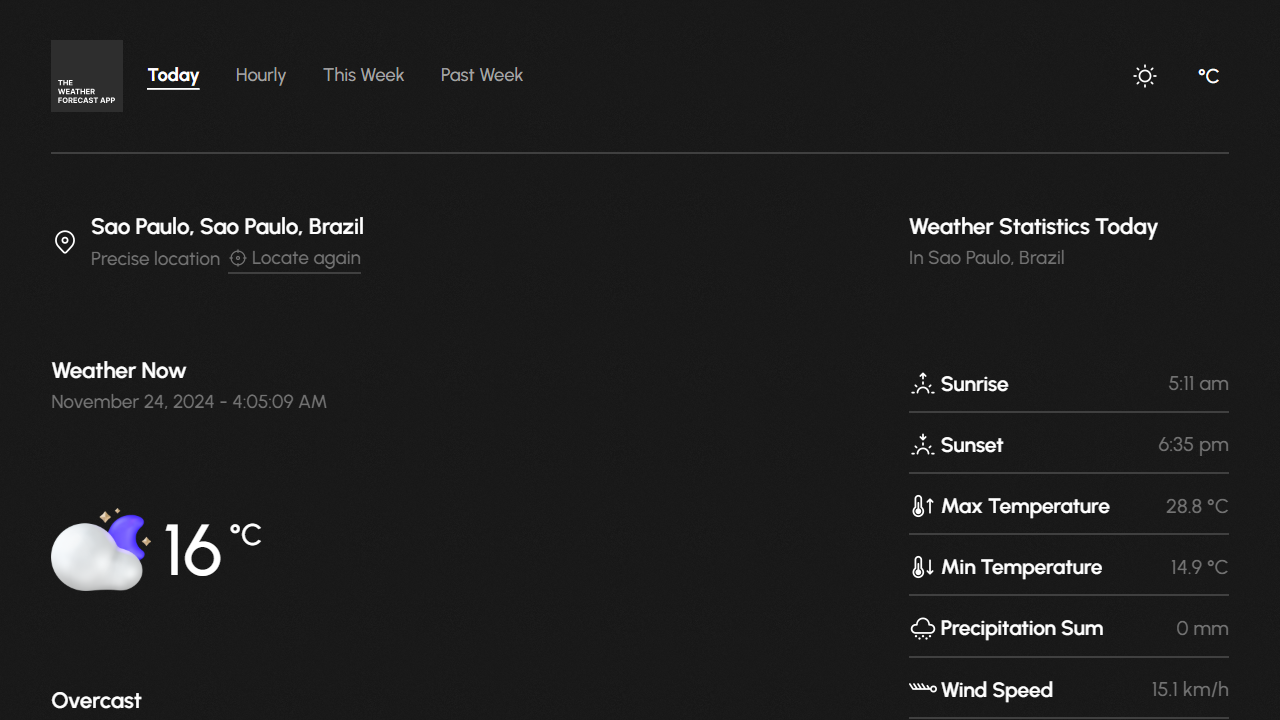 THE
WEATHER
FORECAST APP
Today
Hourly
This Week
Past Week
°C
Sao Paulo, Sao Paulo, Brazil
Precise location
Locate again
Weather Now
November 24, 2024 - 4:05:09 AM
16 °C
Overcast
Weather Statistics Today
In Sao Paulo, Brazil
Sunrise 5:11 am
Sunset 6:35 pm
Max Temperature 28.8 °C
Min Temperature 14.9 °C
Precipitation Sum 0 mm
Wind Speed 15.1 km/h